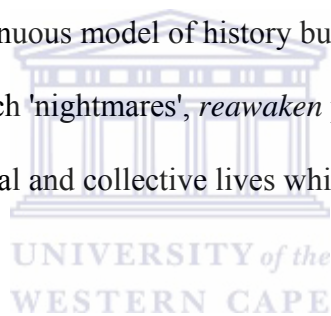 nuous model of history bu
ch 'nightmares', reawaken
al and collective lives whi
UNIVERSITY of the
WESTERN CAPE